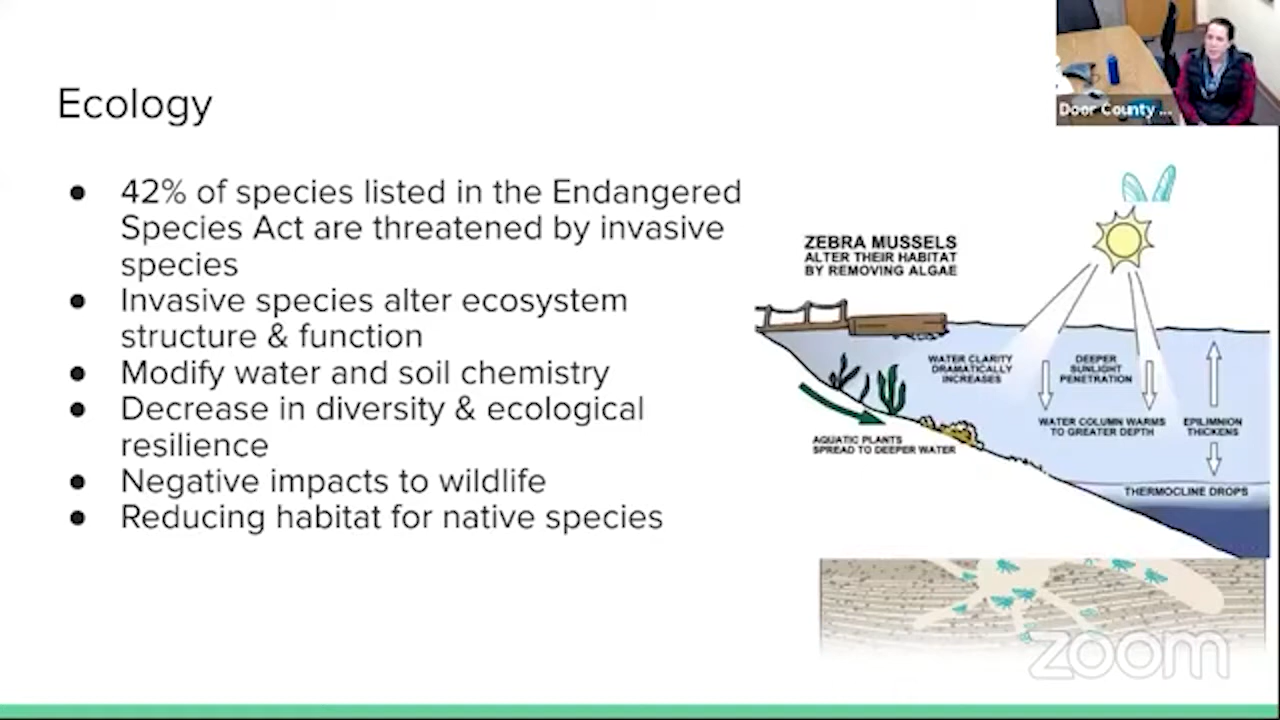 Door County ...
Ecology
● 42% of species listed in the Endangered
Species Act are threatened by invasive
species
● Invasive species alter ecosystem
structure & function
● Modify water and soil chemistry
● Decrease in diversity & ecological
resilience
● Negative impacts to wildlife
● Reducing habitat for native species
ZEBRA MUSSELS
ALTER THEIR HABITAT
BY REMOVING ALGAE
WATER CLARITY
DRAMATICALLY
INCREASES
DEEPER
SUNLIGHT
PENETRATION
WATER COLUMN WARMS
TO GREATER DEPTH
EPILIMNION
THICKENS
AQUATIC PLANTS
SPREAD TO DEEPER WATER
THERMOCLINE DROPS
zoom